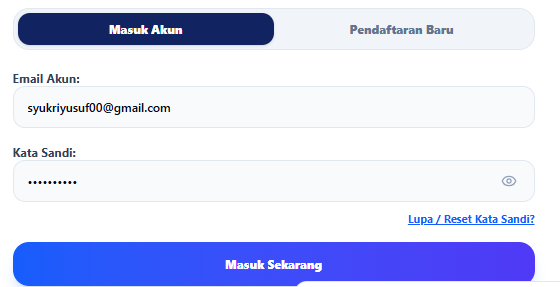 Masuk Akun
Pendaftaran Baru
Email Akun:
syukriyusuf00@gmail.com
Kata Sandi:
••••••••••
Lupa / Reset Kata Sandi?
Masuk Sekarang